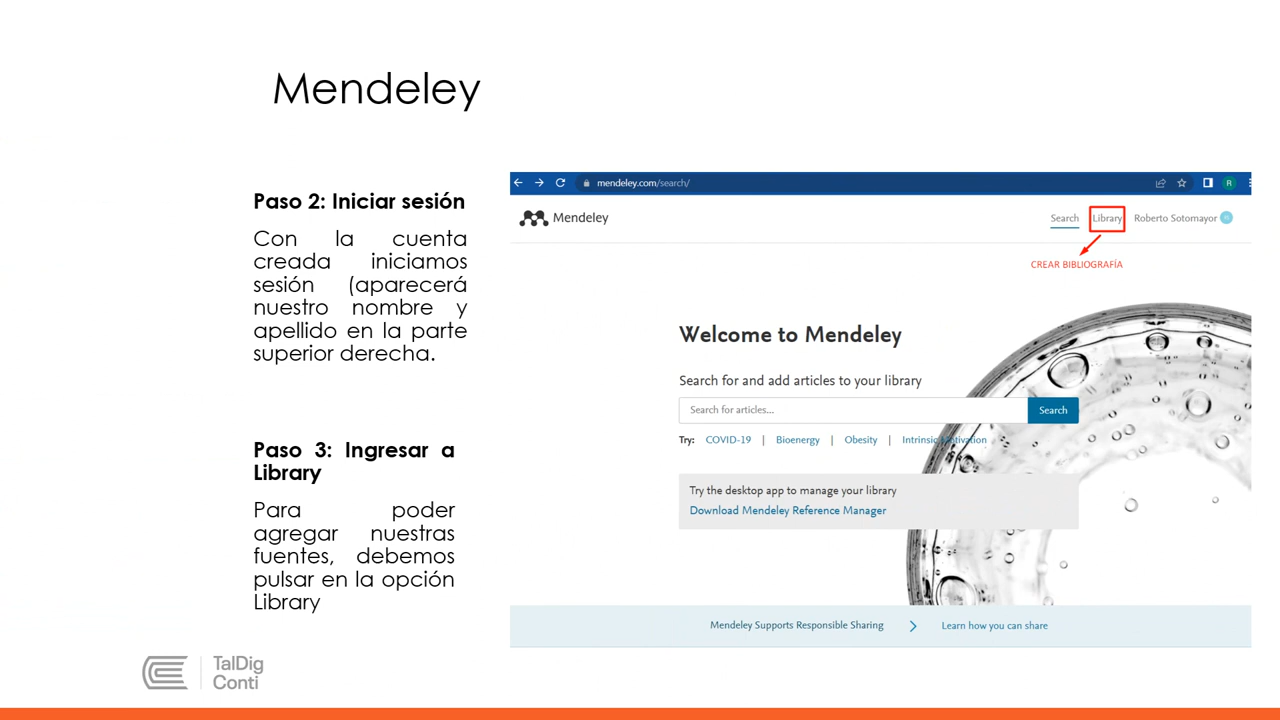 Mendeley
Paso 2: Iniciar sesión
Con la cuenta
creada iniciamos
sesión (aparecerá
nuestro nombre y
apellido en la parte
superior derecha.
Paso 3: Ingresar a
Library
Para poder
agregar nuestras
fuentes, debemos
pulsar en la opción
Library
mendeley.com/search/
R
Mendeley
Search Library Roberto Sotomayor
CREAR BIBLIOGRAFÍA
Welcome to Mendeley
Search for and add articles to your library
Search for articles... Search
Try: COVID-19 | Bioenergy | Obesity | Intrinsic Motivation
Try the desktop app to manage your library
Download Mendeley Reference Manager
Mendeley Supports Responsible Sharing Learn how you can share
TalDig
Conti